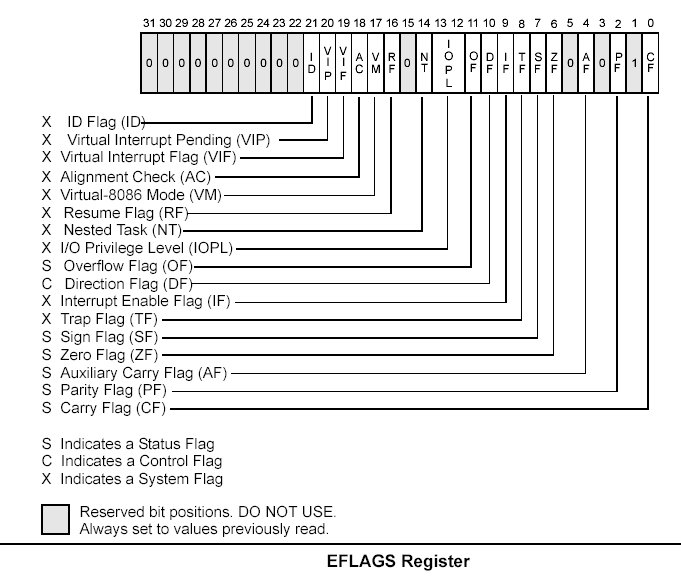 31 30 29 28 27 26 25 24 23 22 21 20 19 18 17 16 15 14 13 12 11 10 9 8 7 6 5 4 3 2 1 0
0 0 0 0 0 0 0 0 0 0 ID VIP VIF AC VM RF 0 NT IOPL OF DF IF TF SF ZF 0 AF 0 PF 1 CF
X ID Flag (ID)
X Virtual Interrupt Pending (VIP)
X Virtual Interrupt Flag (VIF)
X Alignment Check (AC)
X Virtual-8086 Mode (VM)
X Resume Flag (RF)
X Nested Task (NT)
X I/O Privilege Level (IOPL)
S Overflow Flag (OF)
C Direction Flag (DF)
X Interrupt Enable Flag (IF)
X Trap Flag (TF)
S Sign Flag (SF)
S Zero Flag (ZF)
S Auxiliary Carry Flag (AF)
S Parity Flag (PF)
S Carry Flag (CF)
S Indicates a Status Flag
C Indicates a Control Flag
X Indicates a System Flag
Reserved bit positions. DO NOT USE.
Always set to values previously read.
EFLAGS Register